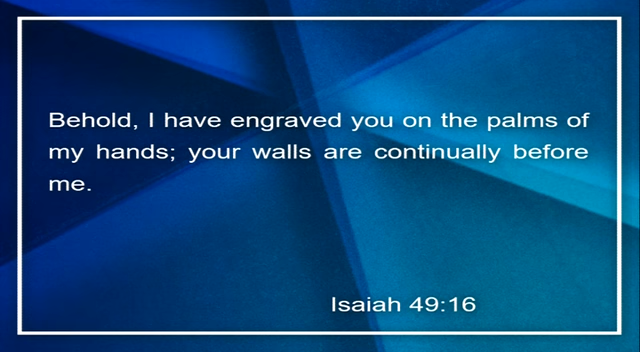 Behold, I have engraved you on the palms of
my hands; your walls are continually before
me.
Isaiah 49:16